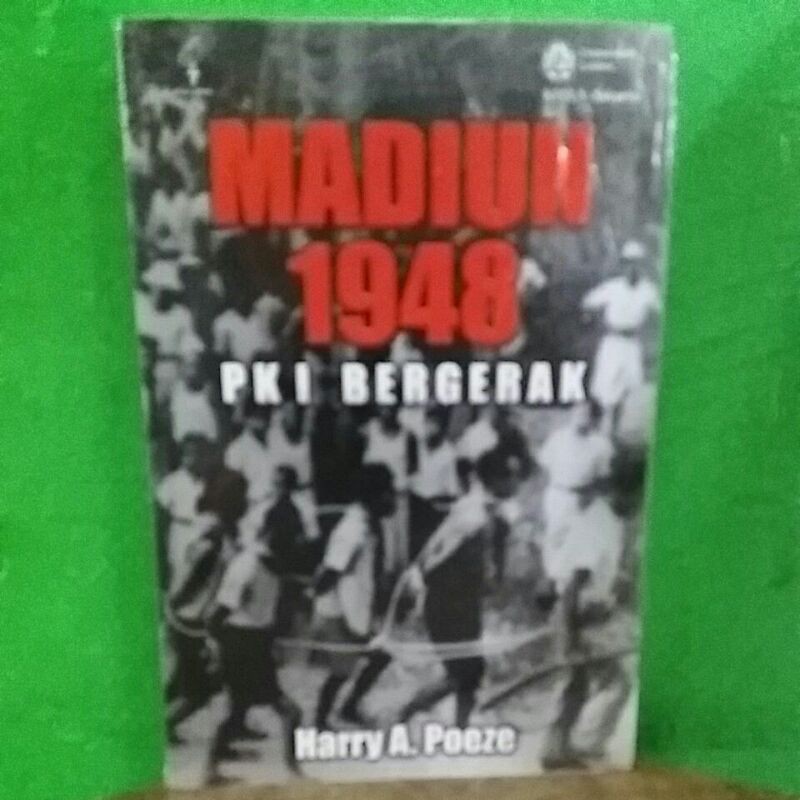 MADIUN
1948
PKI BERGERAK
Harry A. Poeze